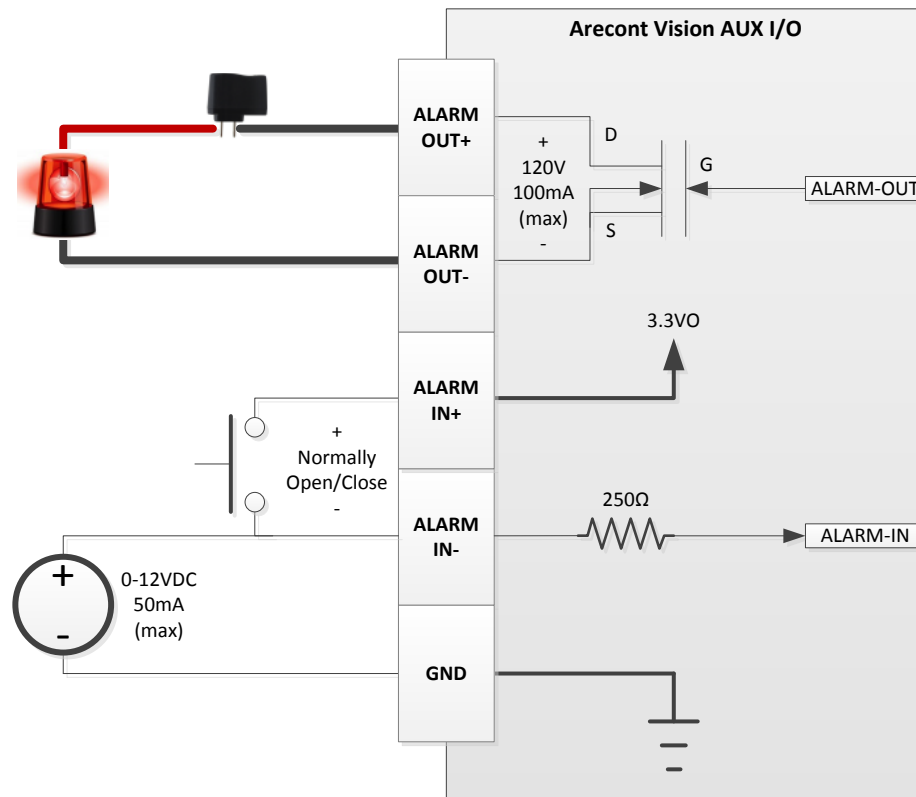 Arecont Vision AUX I/O
ALARM
OUT+
D
+
120V
100mA
(max)
-
G
ALARM-OUT
S
ALARM
OUT-
3.3VO
ALARM
IN+
+
Normally
Open/Close
-
250Ω
ALARM
IN-
ALARM-IN
+
-
0-12VDC
50mA
(max)
GND